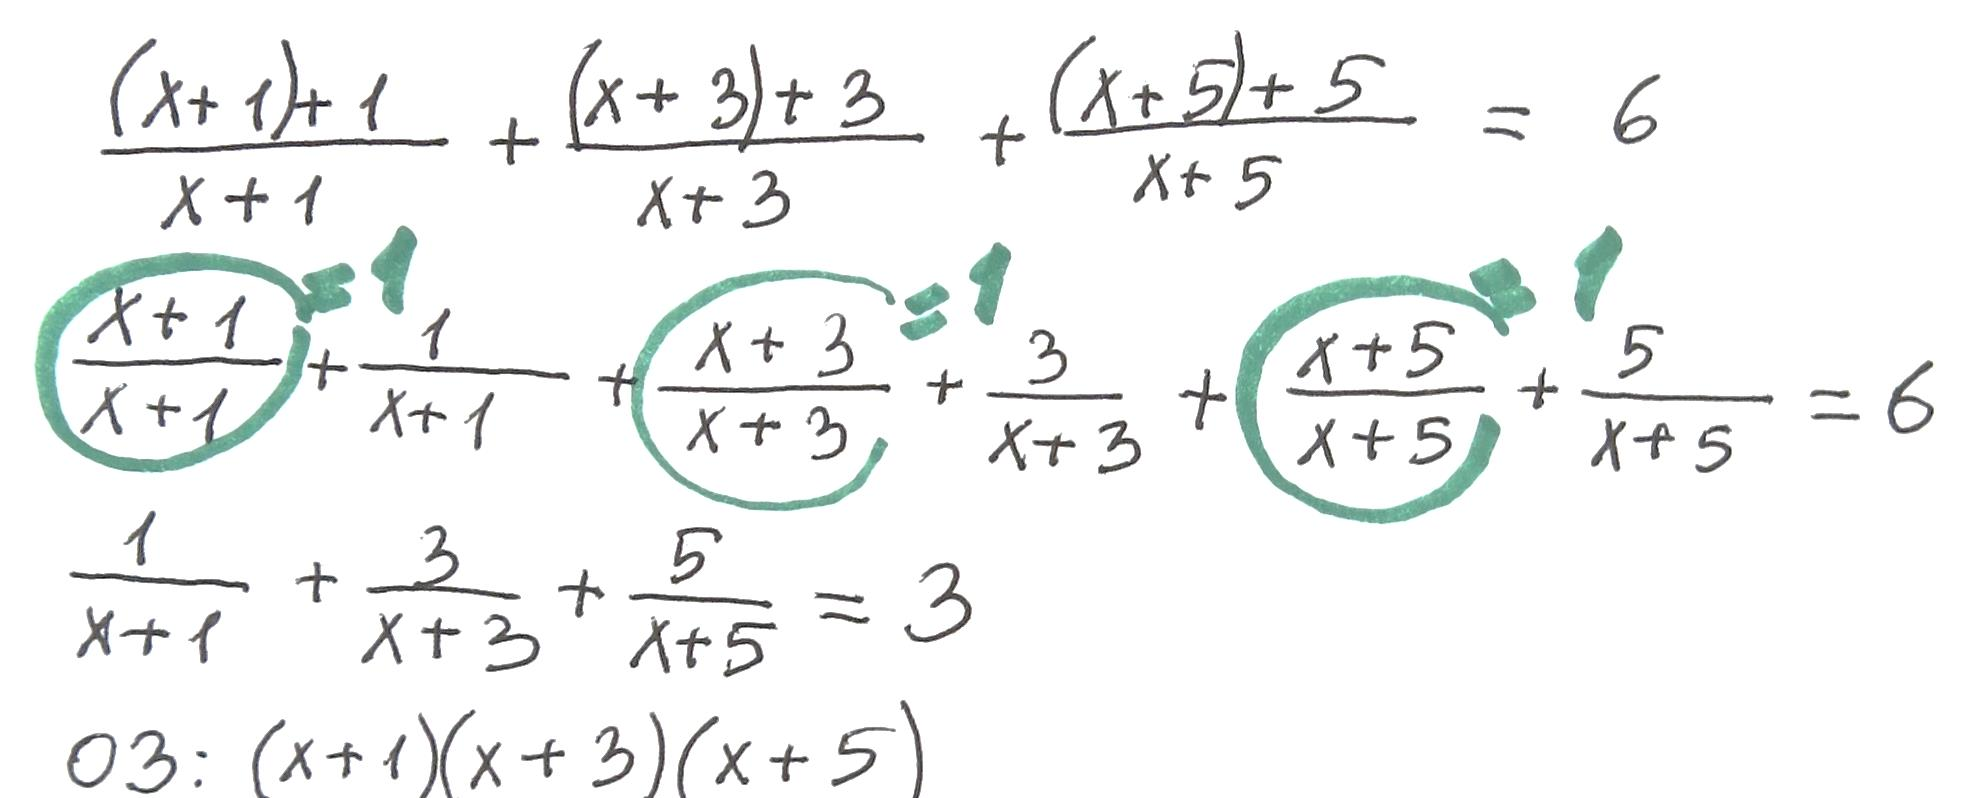 (x+1)+1/x+1 + (x+3)+3/x+3 + (x+5)+5/x+5 = 6
=1 =1 =1
x+1/x+1 + 1/x+1 + x+3/x+3 + 3/x+3 + x+5/x+5 + 5/x+5 = 6
1/x+1 + 3/x+3 + 5/x+5 = 3
03: (x+1)(x+3)(x+5)